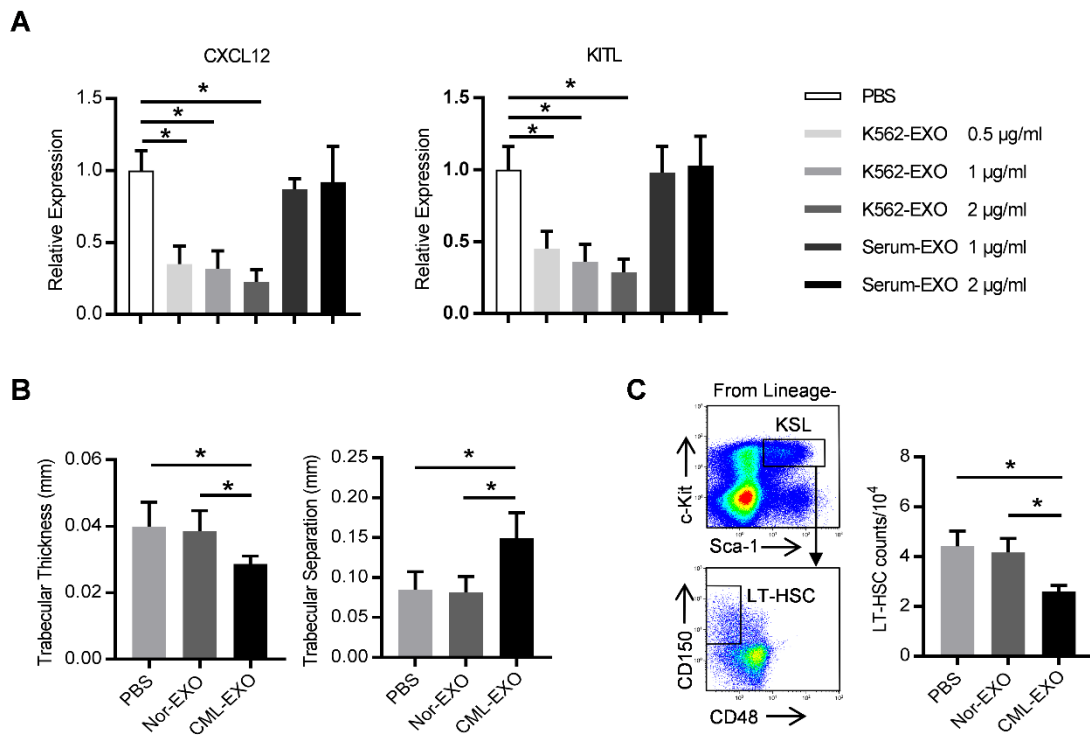 A
CXCL12
Relative Expression
1.5
1.0
0.5
0.0
*
*
*
KITL
Relative Expression
1.5
1.0
0.5
0.0
*
*
*
PBS
K562-EXO 0.5 µg/ml
K562-EXO 1 µg/ml
K562-EXO 2 µg/ml
Serum-EXO 1 µg/ml
Serum-EXO 2 µg/ml
B
Trabecular Thickness (mm)
0.06
0.04
0.02
0.00
*
*
PBS
Nor-EXO
CML-EXO
Trabecular Separation (mm)
0.25
0.20
0.15
0.10
0.05
0.00
*
*
PBS
Nor-EXO
CML-EXO
C
From Lineage-
KSL
c-Kit
Sca-1
LT-HSC
CD150
CD48
LT-HSC counts/10⁴
8
6
4
2
0
*
*
PBS
Nor-EXO
CML-EXO